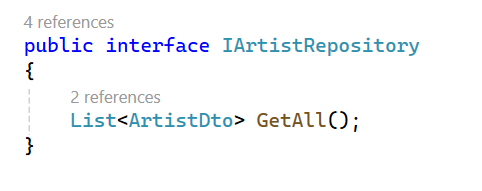 4 references
public interface IArtistRepository
{
2 references
List<ArtistDto> GetAll();
}